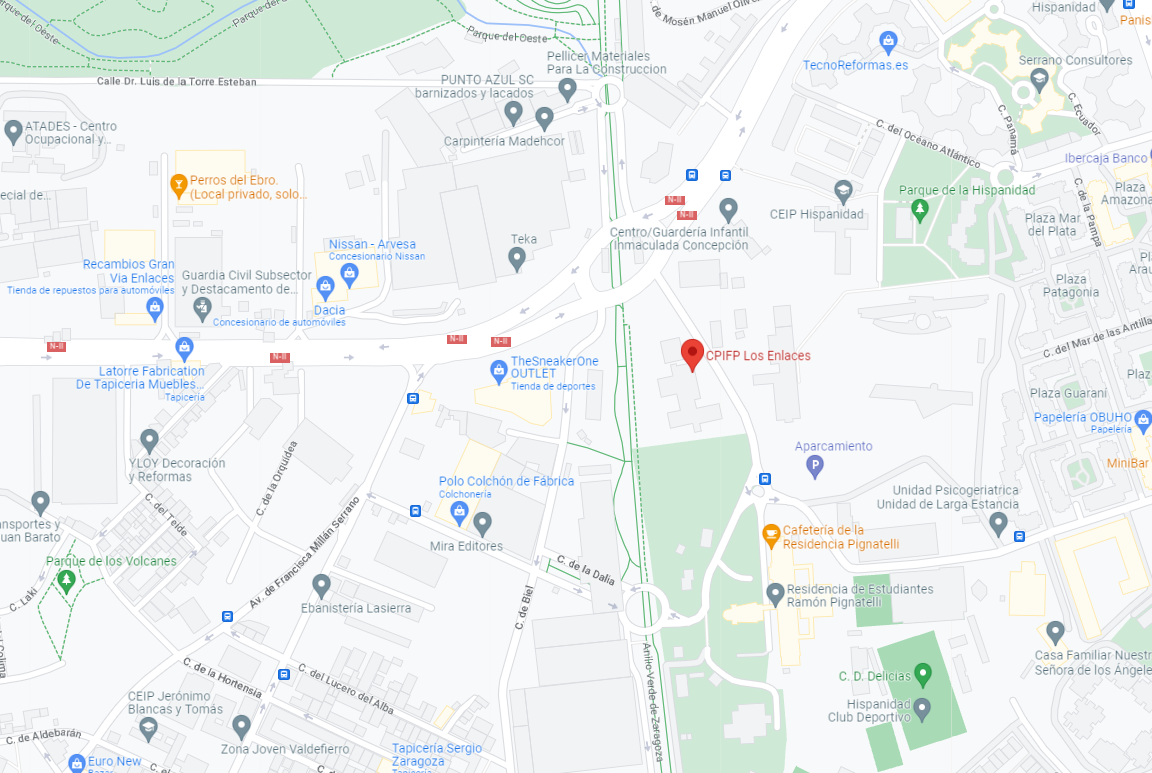 Parque del Oeste
Parque del
Parque del Oeste
C. de Mosén Manuel
Hispanidad
Panis
Calle Dr. Luis de la Torre Esteban
PUNTO AZUL SC
barnizados y lacados
Pellicer Materiales
Para La Construccion
TecnoReformas.es
Serrano Consultores
ATADES - Centro
Ocupacional y...
Carpintería Madehcor
C. Panamá
C. Ecuador
C. del Océano Atlántico
Ibercaja Banco
ecial de...
Perros del Ebro.
(Local privado, solo...
N-II
N-II
CEIP Hispanidad
Parque de la Hispanidad
C. de la Pampa
Plaza
Amazona
Plaza Mar
del Plata
Centro/Guardería Infantil
Inmaculada Concepción
Teka
Nissan - Arvesa
Concesionario Nissan
Recambios Gran
Via Enlaces
Tienda de repuestos para automóviles
Guardia Civil Subsector
y Destacamento de...
Dacia
Concesionario de automóviles
Plaza
Patagonia
Pl
Arau
N-II
N-II
N-II
N-II
C. del Mar de las Antilla
Latorre Fabrication
De Tapiceria Muebles...
Tapicería
TheSneakerOne
OUTLET
Tienda de deportes
CPIFP Los Enlaces
Plaz
Plaza Guaraní
Papelería OBUHO
Papelería
MiniBar
Aparcamiento
P
YLOY Decoración
y Reformas
C. de la Orquídea
C. del Teide
Polo Colchón de Fábrica
Colchonería
Mira Editores
Unidad Psicogeriatrica
Unidad de Larga Estancia
ansportes y
uan Barato
Av. de Francisca Millán Serrano
Cafetería de la
Residencia Pignatelli
Parque de los Volcanes
C. Laki
C. de la Dalia
C. de Biel
Ebanistería Lasierra
Residencia de Estudiantes
Ramón Pignatelli
Anillo Verde de Zaragoza
Casa Familiar Nuestr
Señora de los Ángele
C. de la Hortensia
C. del Lucero del Alba
C. D. Delicias
Hispanidad
Club Deportivo
CEIP Jerónimo
Blancas y Tomás
C. de Aldebarán
Zona Joven Valdefierro
Tapicería Sergio
Zaragoza
Tapicería
Euro New
Bazar